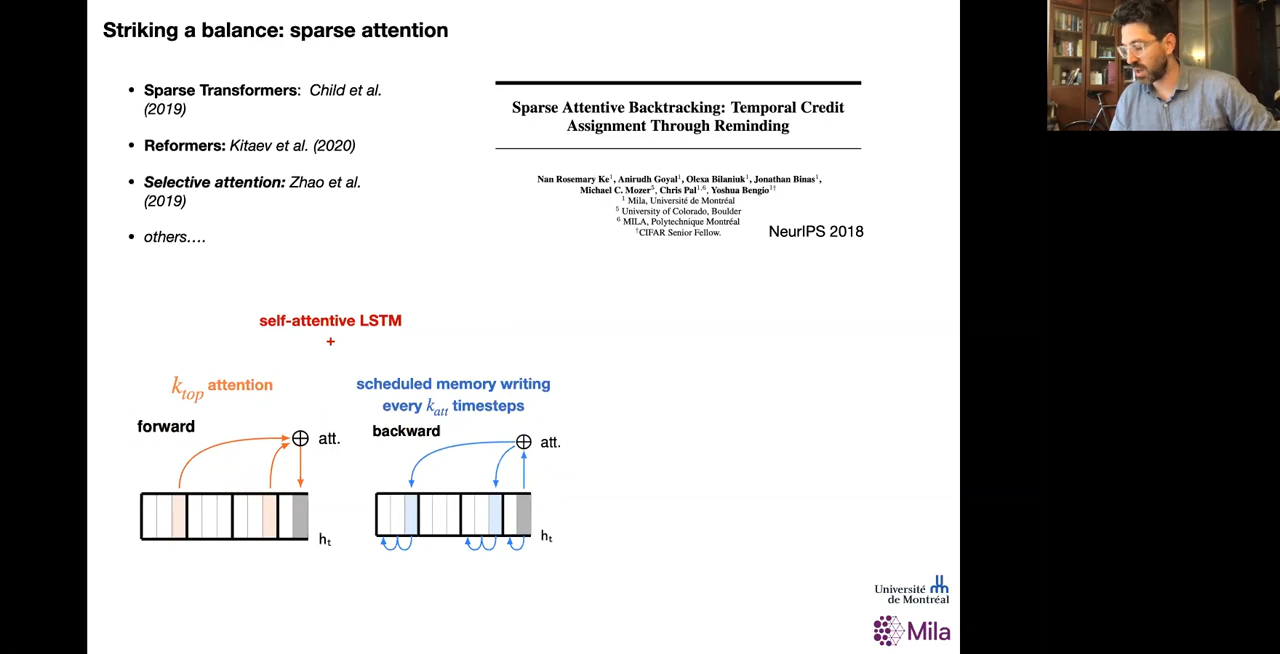 Striking a balance: sparse attention
• Sparse Transformers: Child et al.
(2019)
• Reformers: Kitaev et al. (2020)
• Selective attention: Zhao et al.
(2019)
• others....
Sparse Attentive Backtracking: Temporal Credit
Assignment Through Reminding
Nan Rosemary Ke¹, Anirudh Goyal¹, Olexa Bilaniuk¹, Jonathan Binas¹,
Michael C. Mozer⁵, Chris Pal¹,⁶, Yoshua Bengio¹†
¹ Mila, Université de Montréal
⁵ University of Colorado, Boulder
⁶ MILA, Polytechnique Montréal
†CIFAR Senior Fellow.
NeurIPS 2018
self-attentive LSTM
+
k_top attention
forward
att.
h_t
scheduled memory writing
every k_att timesteps
backward
att.
h_t
Université
de Montréal
Mila